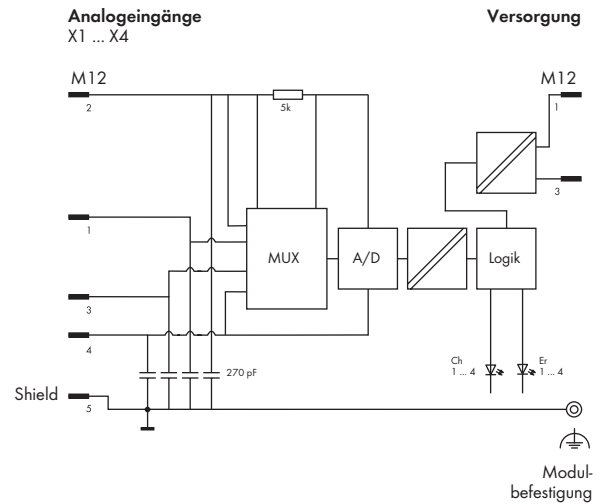 Analogeingänge
X1 ... X4
Versorgung
M12
M12
2
5k
1
3
1
MUX
A/D
Logik
3
4
270 pF
Ch
1 ... 4
Er
1 ... 4
Shield
5
Modul-
befestigung